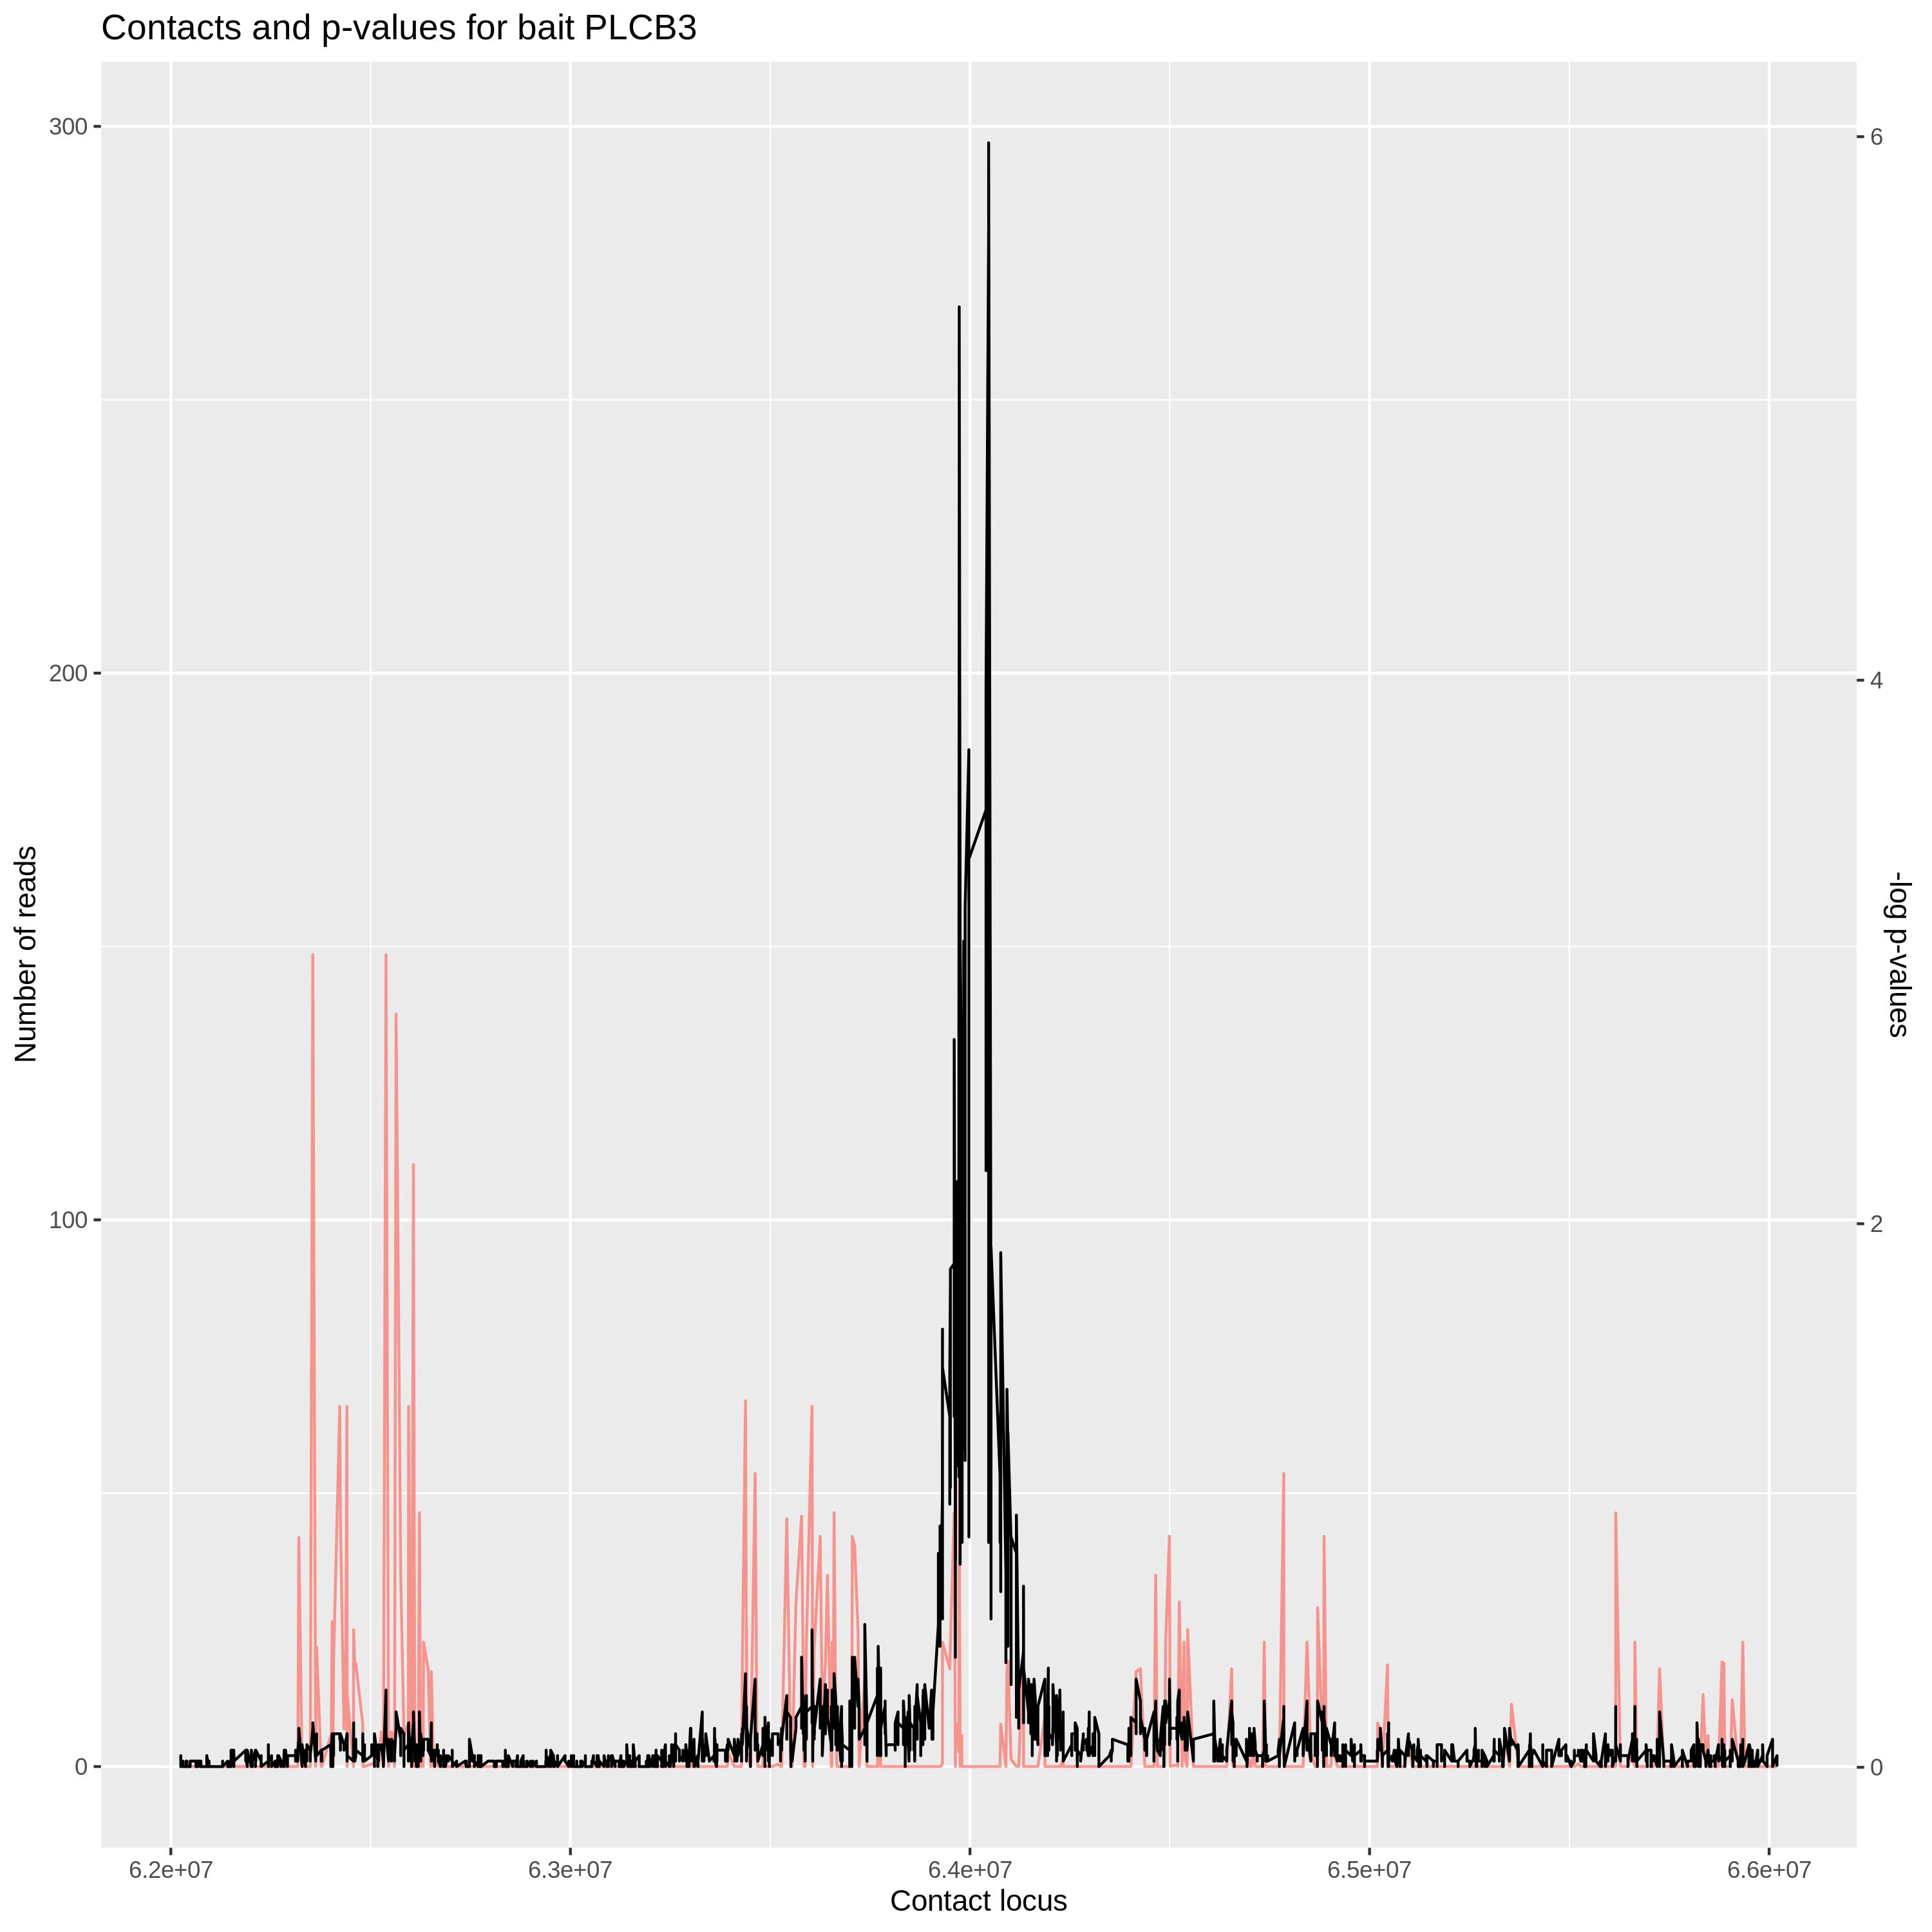 Contacts and p-values for bait PLCB3
300
200
100
0
Number of reads
6
4
2
0
-log p-values
6.2e+07
6.3e+07
6.4e+07
6.5e+07
6.6e+07
Contact locus